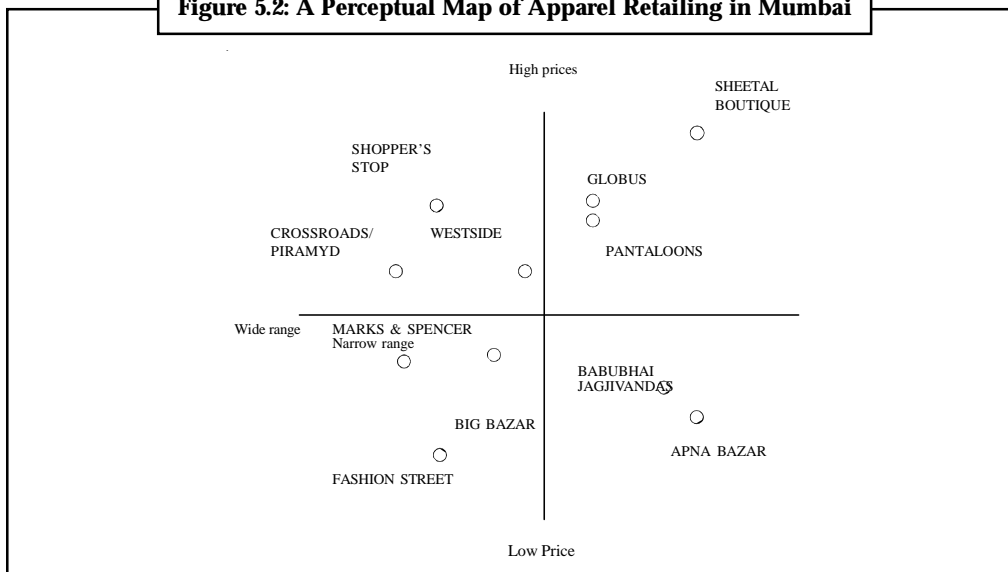 Figure 5.2: A Perceptual Map of Apparel Retailing in Mumbai
High prices
SHEETAL
BOUTIQUE
SHOPPER'S
STOP
GLOBUS
CROSSROADS/
PIRAMYD
WESTSIDE
PANTALOONS
Wide range
MARKS & SPENCER
Narrow range
BABUBHAI
JAGJIVANDAS
BIG BAZAR
APNA BAZAR
FASHION STREET
Low Price